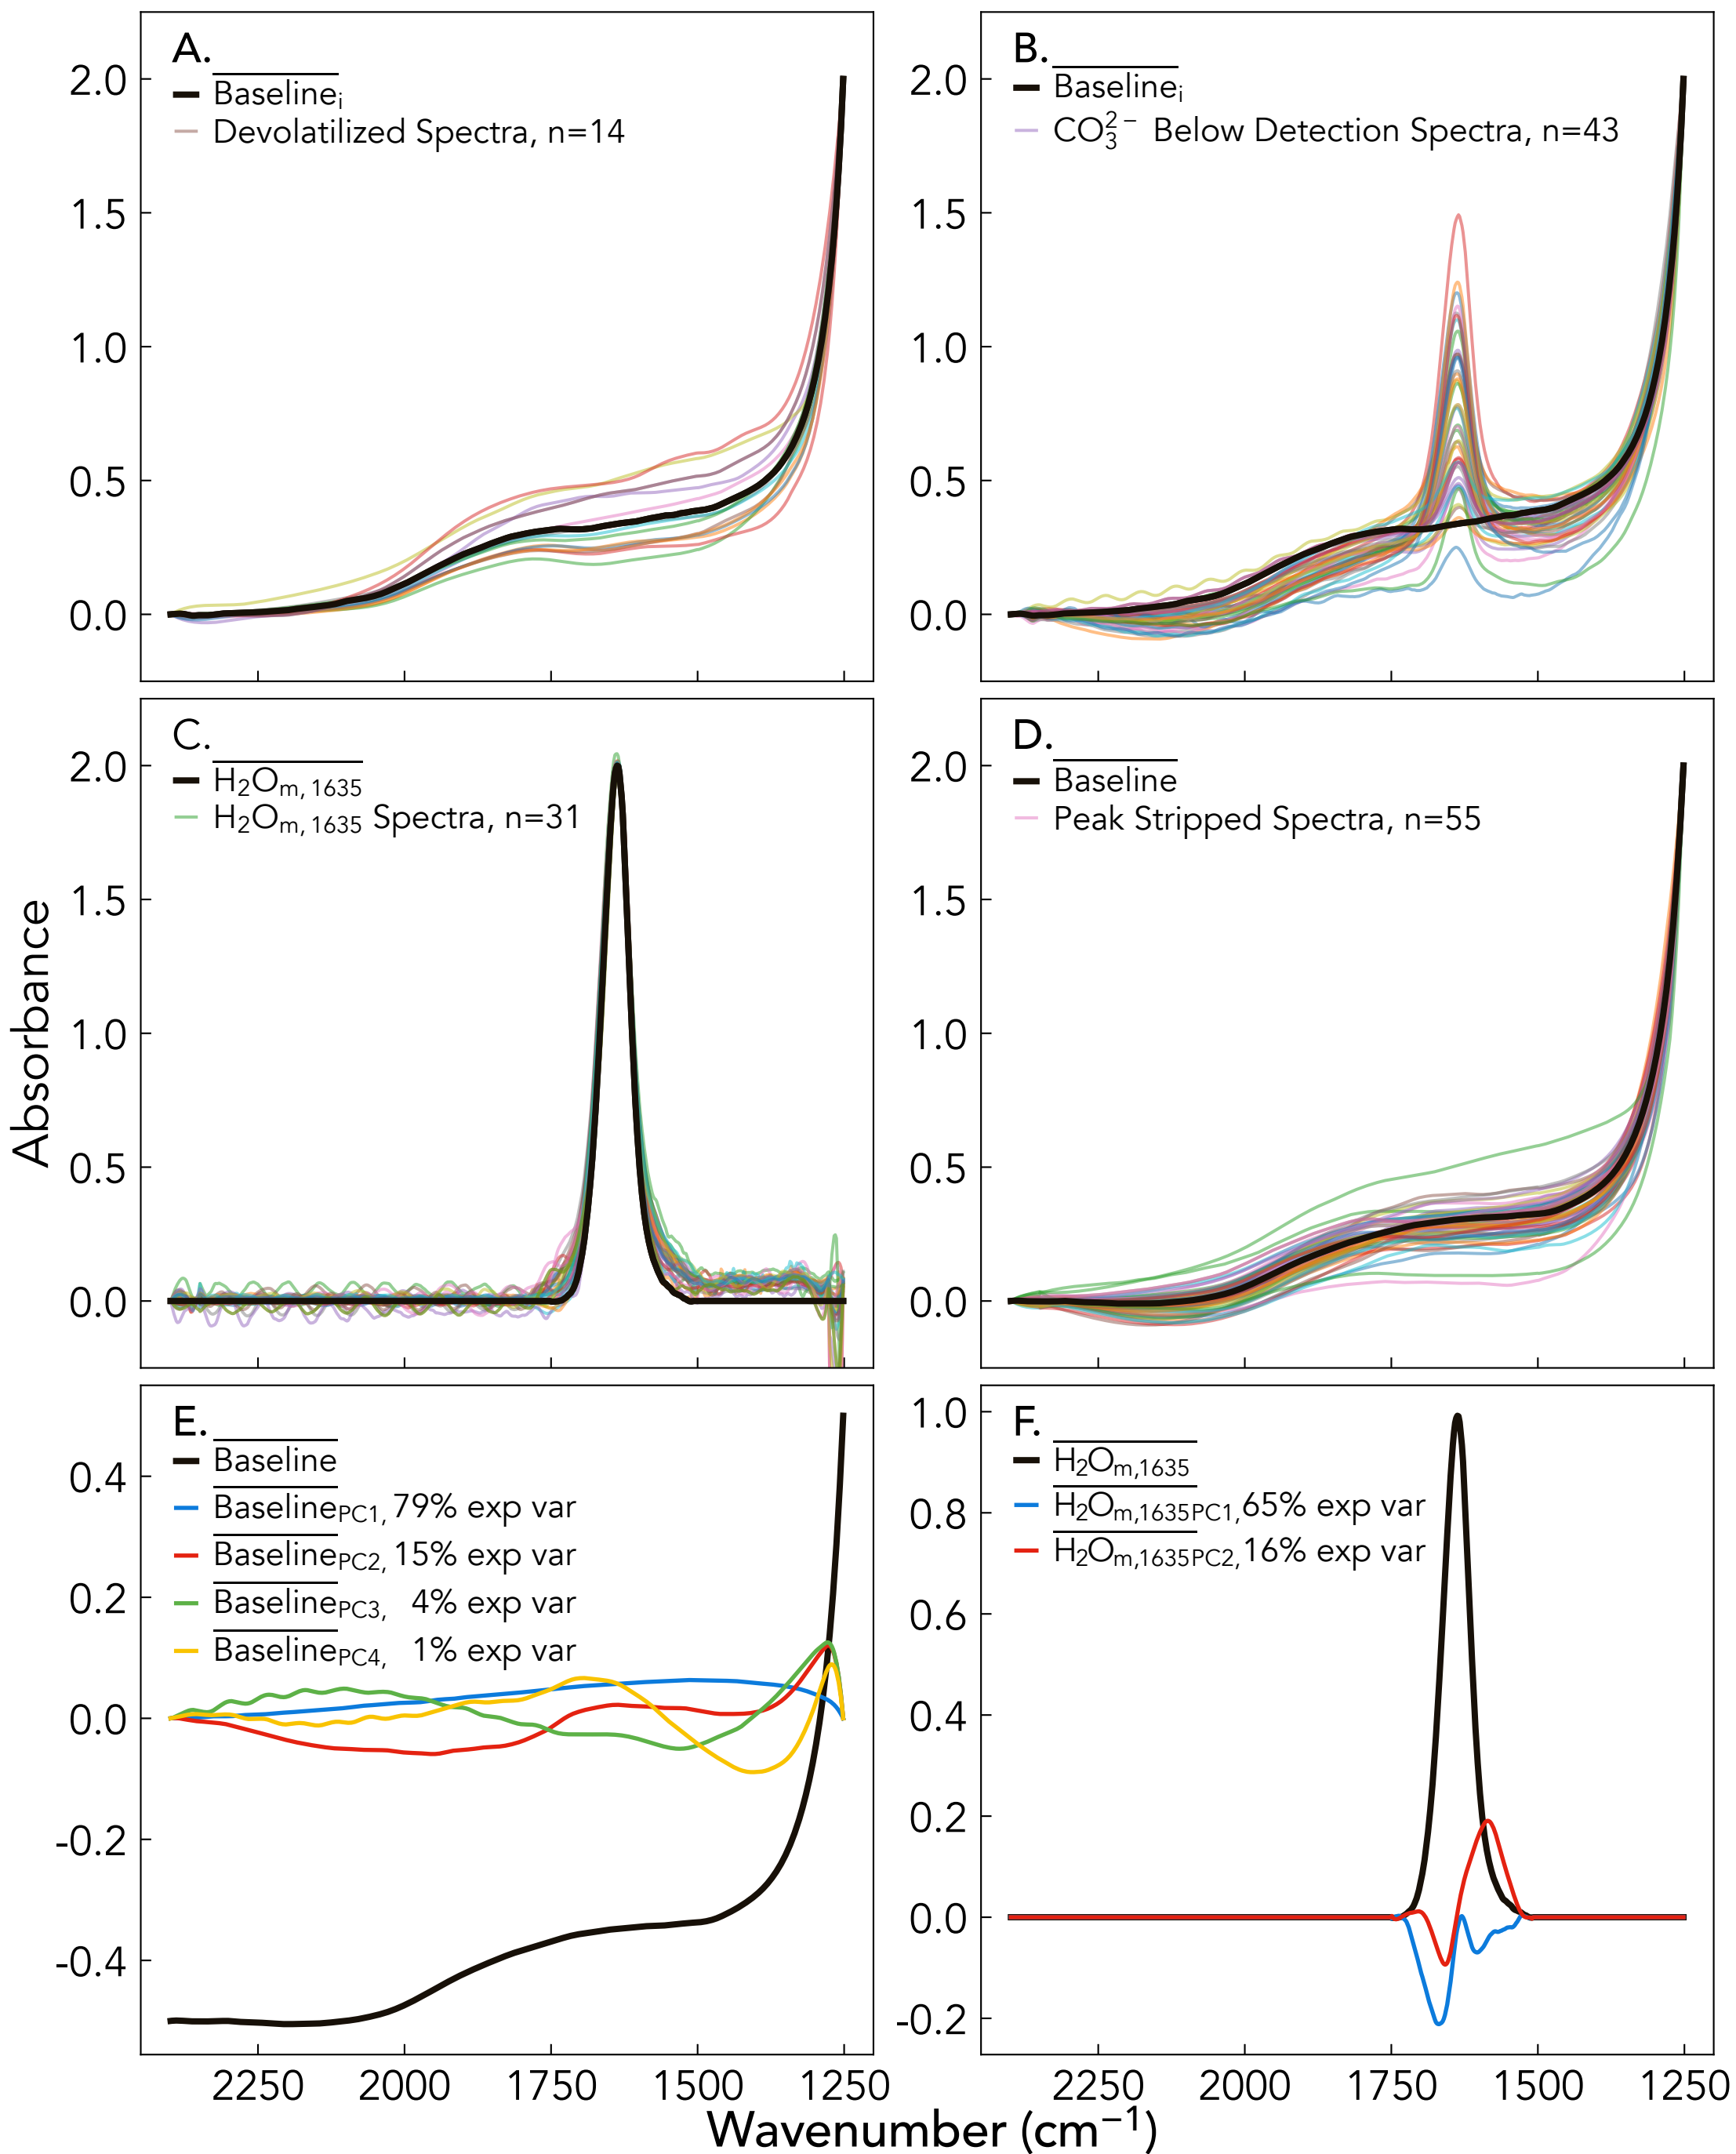 A.
Baselineᵢ
Devolatilized Spectra, n=14
2.0
1.5
1.0
0.5
0.0
B.
Baselineᵢ
CO₃²⁻ Below Detection Spectra, n=43
2.0
1.5
1.0
0.5
0.0
C.
H₂Om, 1635
H₂Om, 1635 Spectra, n=31
2.0
1.5
1.0
0.5
0.0
D.
Baseline
Peak Stripped Spectra, n=55
2.0
1.5
1.0
0.5
0.0
Absorbance
E.
Baseline
BaselinePC1, 79% exp var
BaselinePC2, 15% exp var
BaselinePC3, 4% exp var
BaselinePC4, 1% exp var
0.4
0.2
0.0
-0.2
-0.4
2250 2000 1750 1500 1250
F.
H₂Om,1635
H₂Om,1635PC1, 65% exp var
H₂Om,1635PC2, 16% exp var
1.0
0.8
0.6
0.4
0.2
0.0
-0.2
2250 2000 1750 1500 1250
Wavenumber (cm⁻¹)